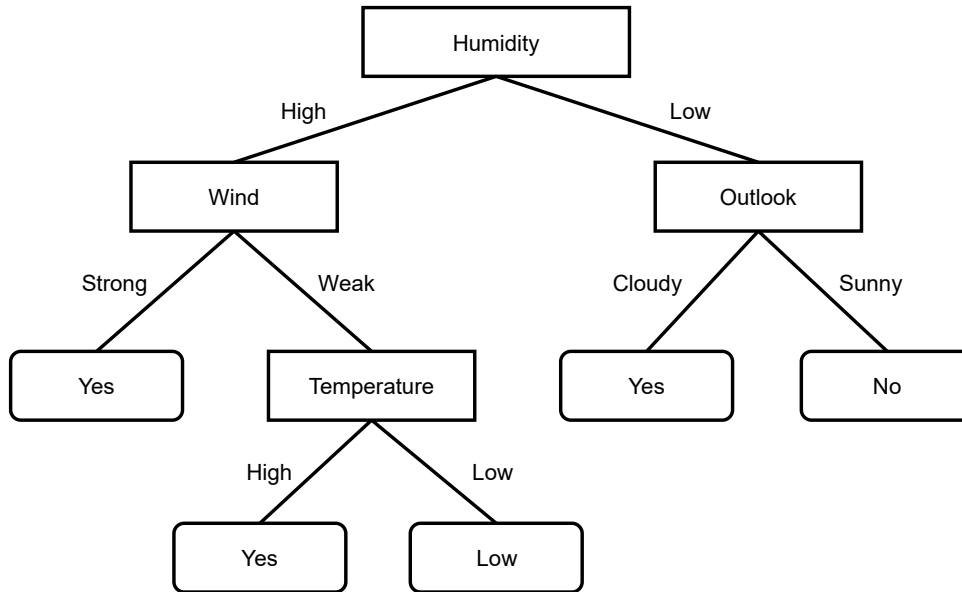 Humidity
High
Low
Wind
Outlook
Strong
Weak
Cloudy
Sunny
Yes
Temperature
Yes
No
High
Low
Yes
Low